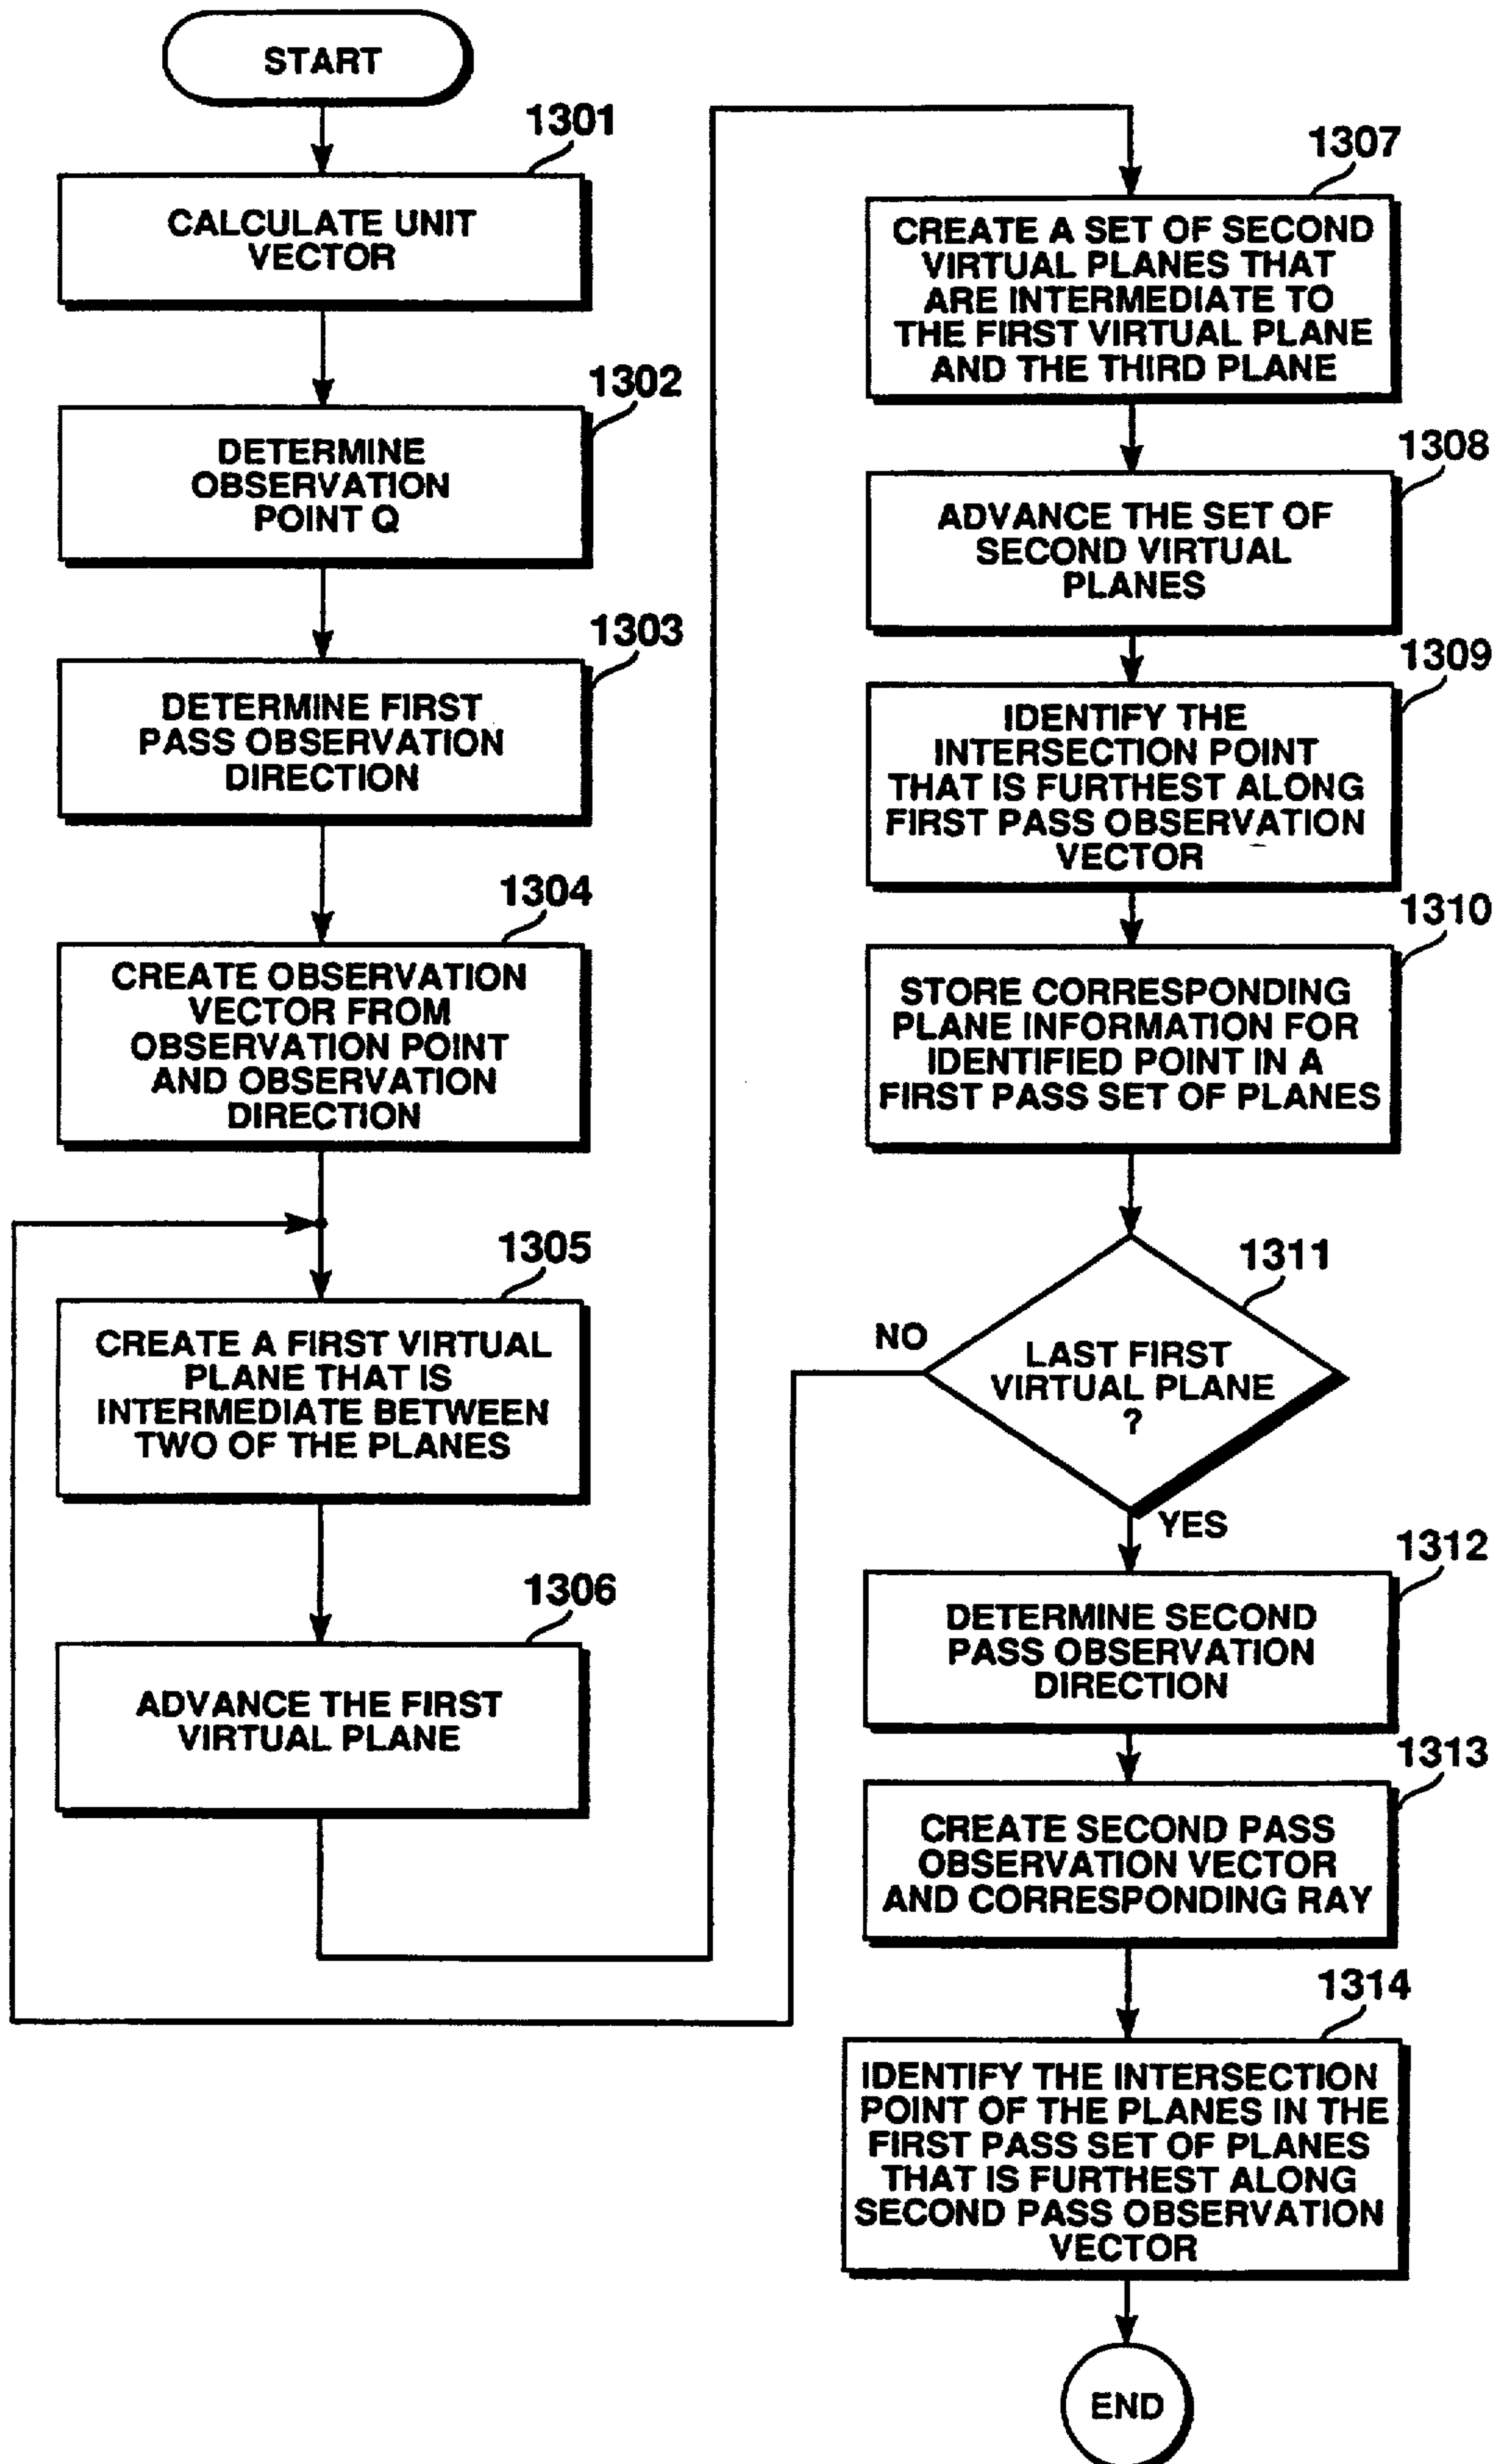 START
1301
CALCULATE UNIT
VECTOR
1302
DETERMINE
OBSERVATION
POINT Q
1303
DETERMINE FIRST
PASS OBSERVATION
DIRECTION
1304
CREATE OBSERVATION
VECTOR FROM
OBSERVATION POINT
AND OBSERVATION
DIRECTION
1305
CREATE A FIRST VIRTUAL
PLANE THAT IS
INTERMEDIATE BETWEEN
TWO OF THE PLANES
1306
ADVANCE THE FIRST
VIRTUAL PLANE
1307
CREATE A SET OF SECOND
VIRTUAL PLANES THAT
ARE INTERMEDIATE TO
THE FIRST VIRTUAL PLANE
AND THE THIRD PLANE
1308
ADVANCE THE SET OF
SECOND VIRTUAL
PLANES
1309
IDENTIFY THE
INTERSECTION POINT
THAT IS FURTHEST ALONG
FIRST PASS OBSERVATION
VECTOR
1310
STORE CORRESPONDING
PLANE INFORMATION FOR
IDENTIFIED POINT IN A
FIRST PASS SET OF PLANES
1311
NO
LAST FIRST
VIRTUAL PLANE
?
YES
1312
DETERMINE SECOND
PASS OBSERVATION
DIRECTION
1313
CREATE SECOND PASS
OBSERVATION VECTOR
AND CORRESPONDING RAY
1314
IDENTIFY THE INTERSECTION
POINT OF THE PLANES IN THE
FIRST PASS SET OF PLANES
THAT IS FURTHEST ALONG
SECOND PASS OBSERVATION
VECTOR
END